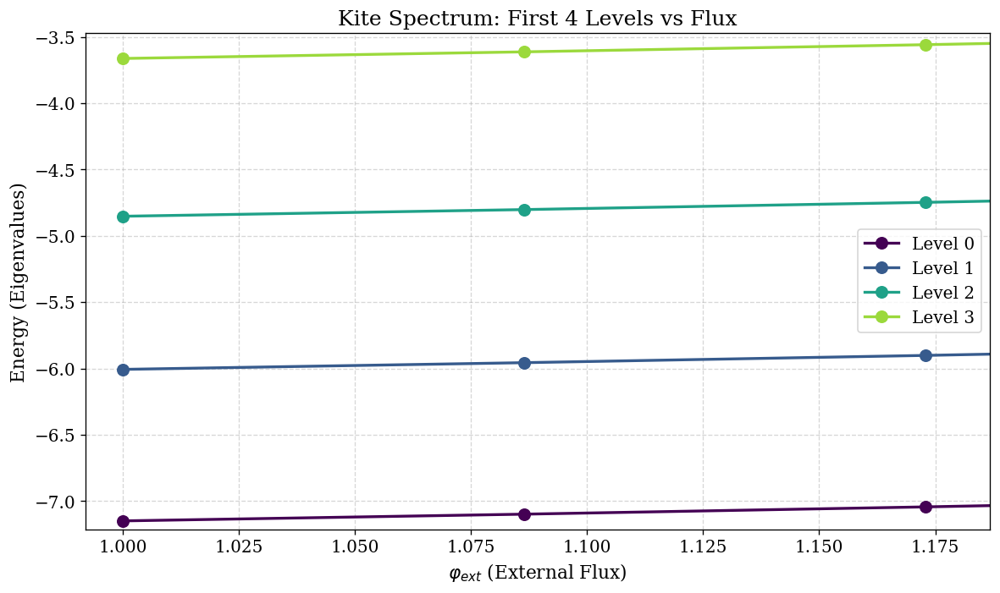 Kite Spectrum: First 4 Levels vs Flux
Energy (Eigenvalues)
−3.5
−4.0
−4.5
−5.0
−5.5
−6.0
−6.5
−7.0
Level 0
Level 1
Level 2
Level 3
1.000 1.025 1.050 1.075 1.100 1.125 1.150 1.175
φ_ext (External Flux)